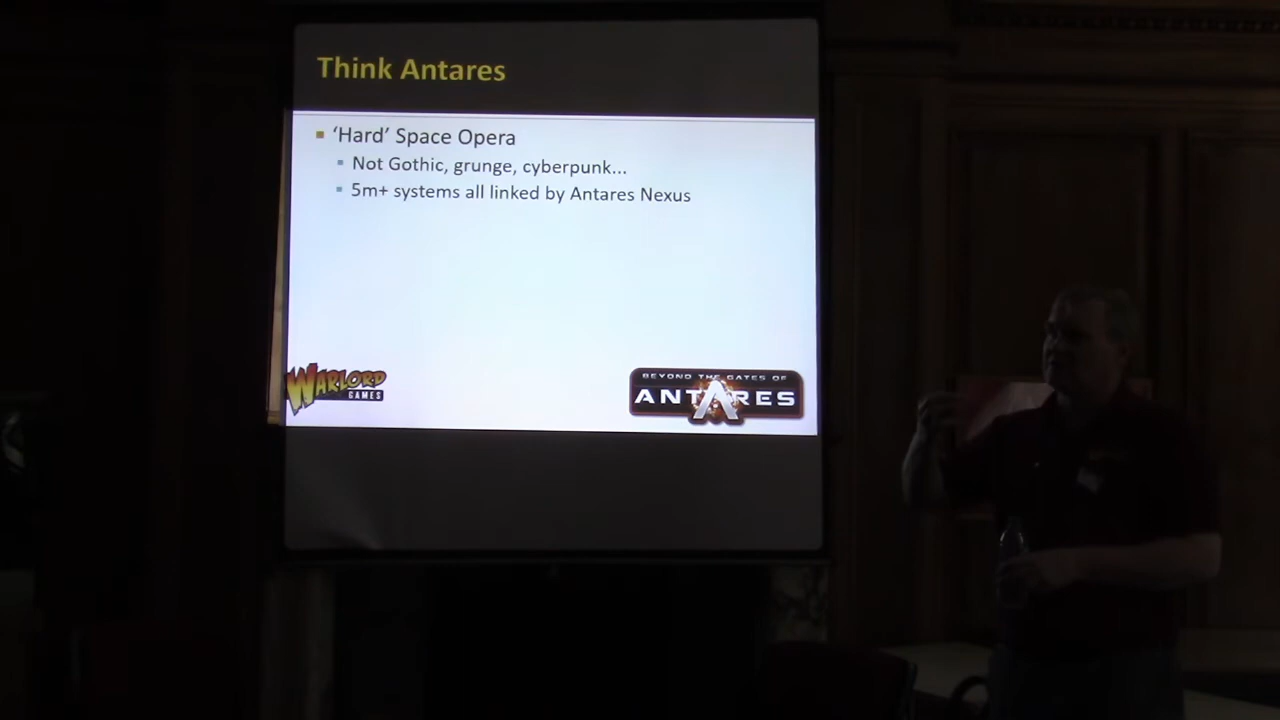 Think Antares
‘Hard’ Space Opera
Not Gothic, grunge, cyberpunk...
5m+ systems all linked by Antares Nexus
WARLORD
GAMES
BEYOND THE GATES OF
ANTARES